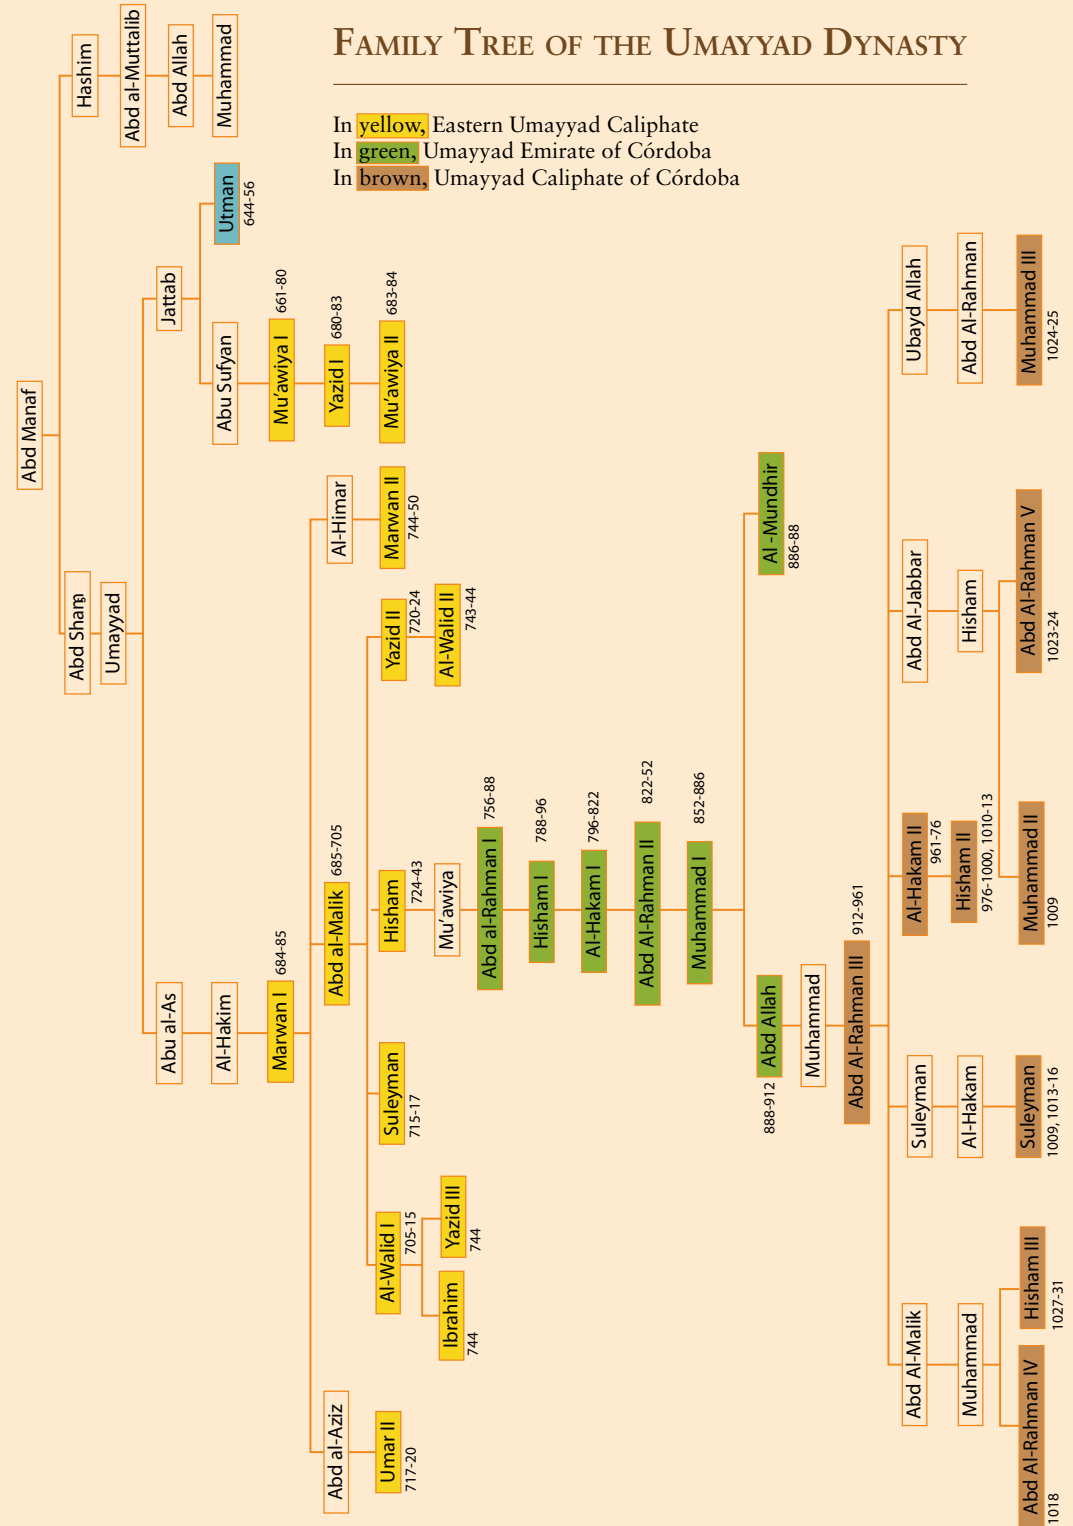 FAMILY TREE OF THE UMAYYAD DYNASTY
In yellow, Eastern Umayyad Caliphate
In green, Umayyad Emirate of Córdoba
In brown, Umayyad Caliphate of Córdoba
Abd Manaf
Abd Shams
Hashim
Umayyad
Abd al-Muttalib
Abd Allah
Muhammad
Abu al-As
Jattab
Al-Hakim
Abu Sufyan
Utman
644-56
Marwan I
684-85
Mu'awiya I
661-80
Yazid I
680-83
Mu'awiya II
683-84
Abd al-Aziz
Abd al-Malik
685-705
Al-Himar
Umar II
717-20
Al-Walid I
705-15
Suleyman
715-17
Hisham
724-43
Yazid II
720-24
Marwan II
744-50
Ibrahim
744
Yazid III
744
Mu'awiya
Al-Walid II
743-44
Abd al-Rahman I
756-88
Hisham I
788-96
Al-Hakam I
796-822
Abd Al-Rahman II
822-52
Muhammad I
852-886
Abd Allah
888-912
Al -Mundhir
886-88
Muhammad
Abd Al-Rahman III
912-961
Abd Al-Malik
Suleyman
Al-Hakam II
961-76
Abd Al-Jabbar
Ubayd Allah
Muhammad
Al-Hakam
Hisham II
976-1000, 1010-13
Hisham
Abd Al-Rahman
Abd Al-Rahman IV
1018
Hisham III
1027-31
Suleyman
1009, 1013-16
Muhammad II
1009
Abd Al-Rahman V
1023-24
Muhammad III
1024-25